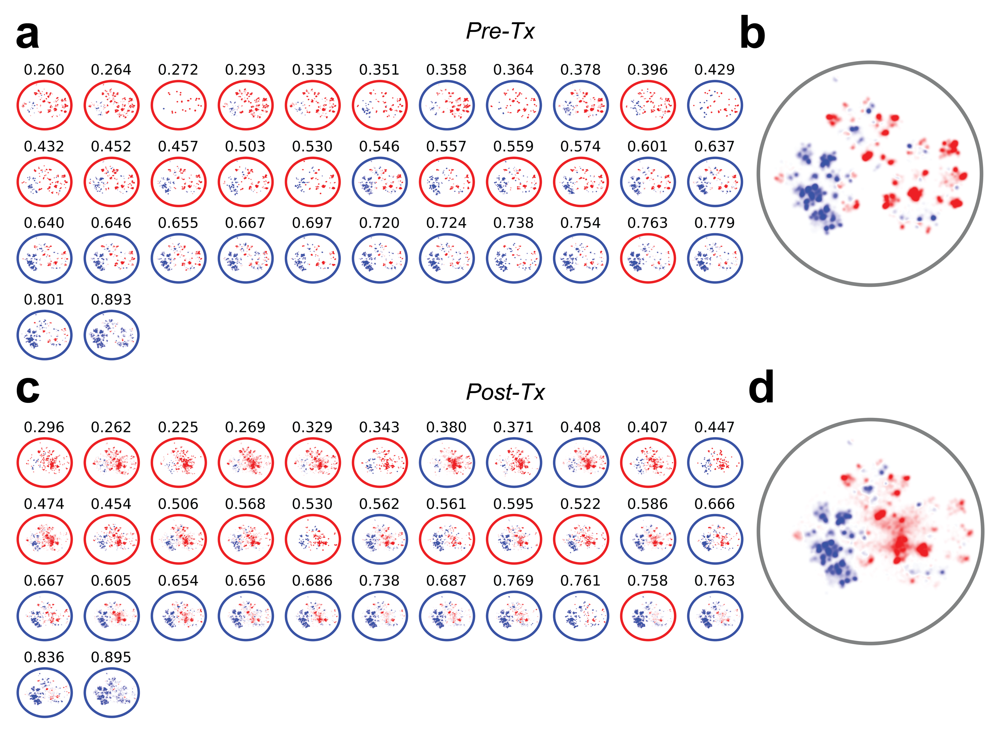 a
Pre-Tx
b
0.260 0.264 0.272 0.293 0.335 0.351 0.358 0.364 0.378 0.396 0.429
0.432 0.452 0.457 0.503 0.530 0.546 0.557 0.559 0.574 0.601 0.637
0.640 0.646 0.655 0.667 0.697 0.720 0.724 0.738 0.754 0.763 0.779
0.801 0.893
c
Post-Tx
d
0.296 0.262 0.225 0.269 0.329 0.343 0.380 0.371 0.408 0.407 0.447
0.474 0.454 0.506 0.568 0.530 0.562 0.561 0.595 0.522 0.586 0.666
0.667 0.605 0.654 0.656 0.686 0.738 0.687 0.769 0.761 0.758 0.763
0.836 0.895